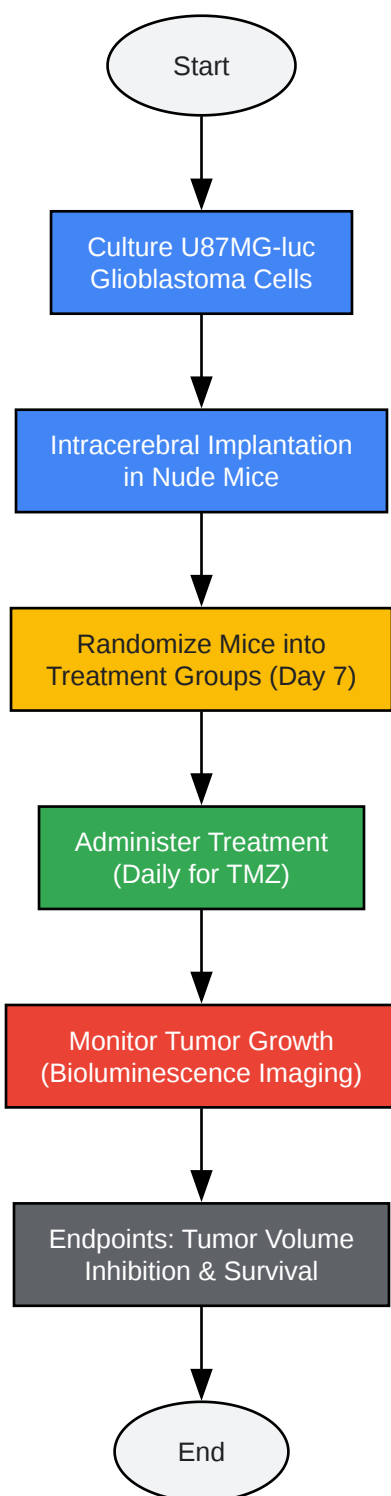 Start
Culture U87MG-luc
Glioblastoma Cells
Intracerebral Implantation
in Nude Mice
Randomize Mice into
Treatment Groups (Day 7)
Administer Treatment
(Daily for TMZ)
Monitor Tumor Growth
(Bioluminescence Imaging)
Endpoints: Tumor Volume
Inhibition & Survival
End